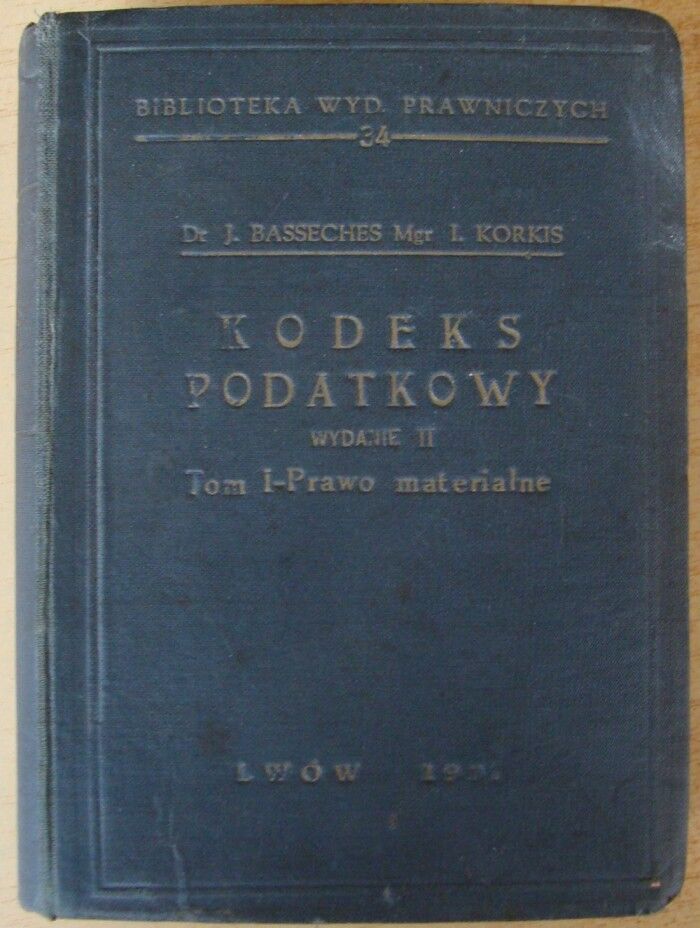 BIBLIOTEKA WYD. PRAWNICZYCH
34
Dr J. BASSECHES Mgr I. KORKIS
KODEKS
PODATKOWY
WYDANIE II
Tom I-Prawo materialne
LWÓW